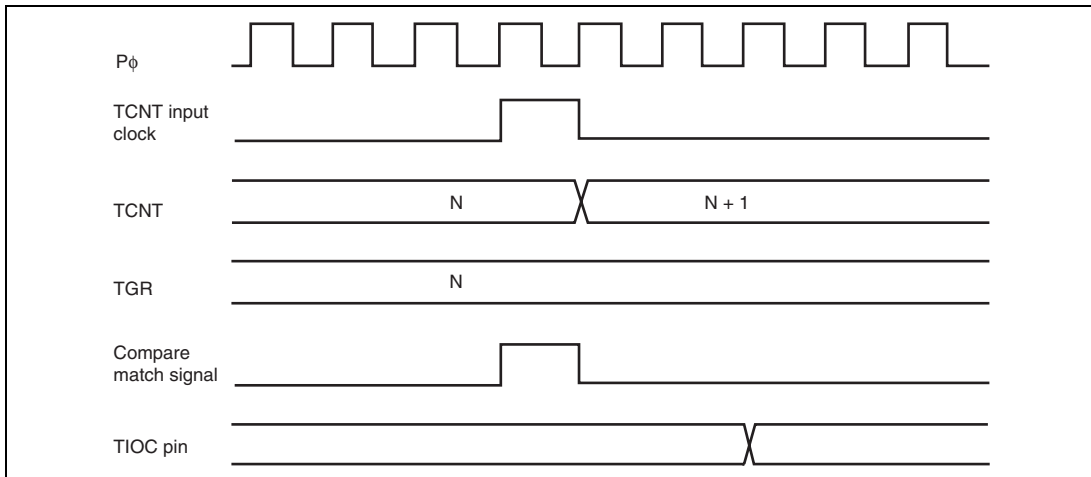 Pϕ
TCNT input
clock
TCNT
N
N + 1
TGR
N
Compare
match signal
TIOC pin